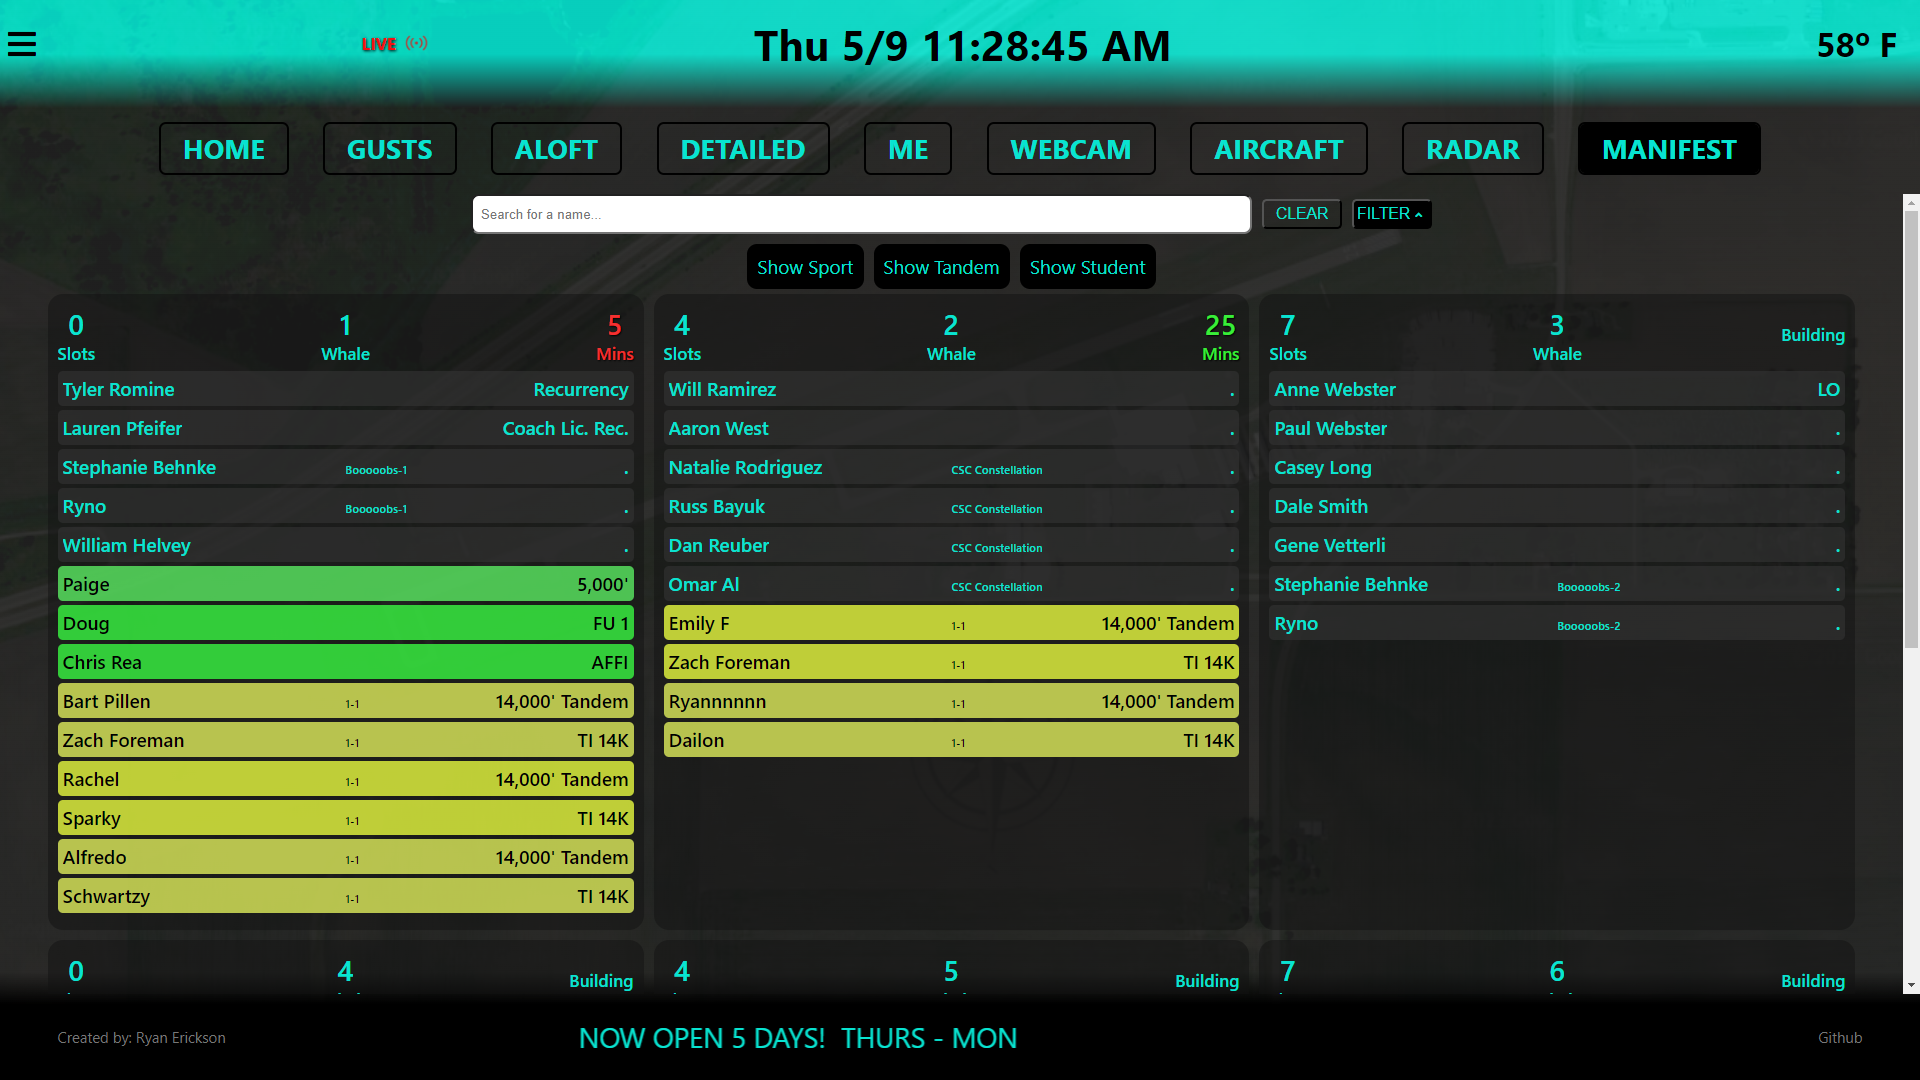 LIVE
Thu 5/9 11:28:45 AM
58º F
HOME GUSTS ALOFT DETAILED ME WEBCAM AIRCRAFT RADAR MANIFEST
Search for a name... CLEAR FILTER
Show Sport Show Tandem Show Student
0 1 5
Slots Whale Mins
Tyler Romine Recurrency
Lauren Pfeifer Coach Lic. Rec.
Stephanie Behnke Booooobs-1 .
Ryno Booooobs-1 .
William Helvey .
Paige 5,000'
Doug FU 1
Chris Rea AFFI
Bart Pillen 1-1 14,000' Tandem
Zach Foreman 1-1 TI 14K
Rachel 1-1 14,000' Tandem
Sparky 1-1 TI 14K
Alfredo 1-1 14,000' Tandem
Schwartzy 1-1 TI 14K
4 2 25
Slots Whale Mins
Will Ramirez .
Aaron West .
Natalie Rodriguez CSC Constellation .
Russ Bayuk CSC Constellation .
Dan Reuber CSC Constellation .
Omar Al CSC Constellation .
Emily F 1-1 14,000' Tandem
Zach Foreman 1-1 TI 14K
Ryannnnnn 1-1 14,000' Tandem
Dailon 1-1 TI 14K
7 3 Building
Slots Whale
Anne Webster LO
Paul Webster .
Casey Long .
Dale Smith .
Gene Vetterli .
Stephanie Behnke Booooobs-2 .
Ryno Booooobs-2 .
0 4 Building
4 5 Building
7 6 Building
Created by: Ryan Erickson
NOW OPEN 5 DAYS! THURS - MON
Github